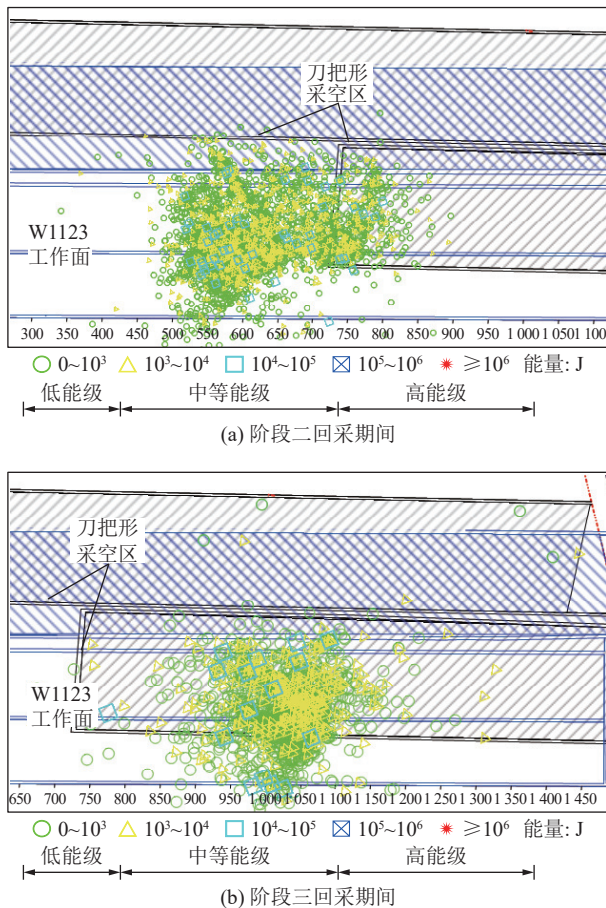 刀把形
采空区
W1123
工作面
300 350 400 450 500 550 600 650 700 750 800 850 900 950 1 000 1 050 1 100
0~10³ 10³~10⁴ 10⁴~10⁵ 10⁵~10⁶ ≥10⁶ 能量: J
低能级 中等能级 高能级
(a) 阶段二回采期间
刀把形
采空区
W1123
工作面
650 700 750 800 850 900 950 1 000 1 050 1 100 1 150 1 200 1 250 1 300 1 350 1 400 1 450
0~10³ 10³~10⁴ 10⁴~10⁵ 10⁵~10⁶ ≥10⁶ 能量: J
低能级 中等能级 高能级
(b) 阶段三回采期间